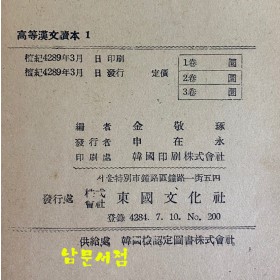 高等漢文讀本 1
檀紀4289年3月 日 印刷
檀紀4289年3月 日 發行
定價
1卷 圜
2卷 圜
3卷 圜
編者 金敬琢
發行者 申在永
印刷處 韓國印刷株式會社
서울特別市鍾路區鍾路一街五四
發行處 株式會社 東國文化社
登錄 4284. 7. 10. No. 200
供給處 韓國檢認定圖書株式會社
남문서점